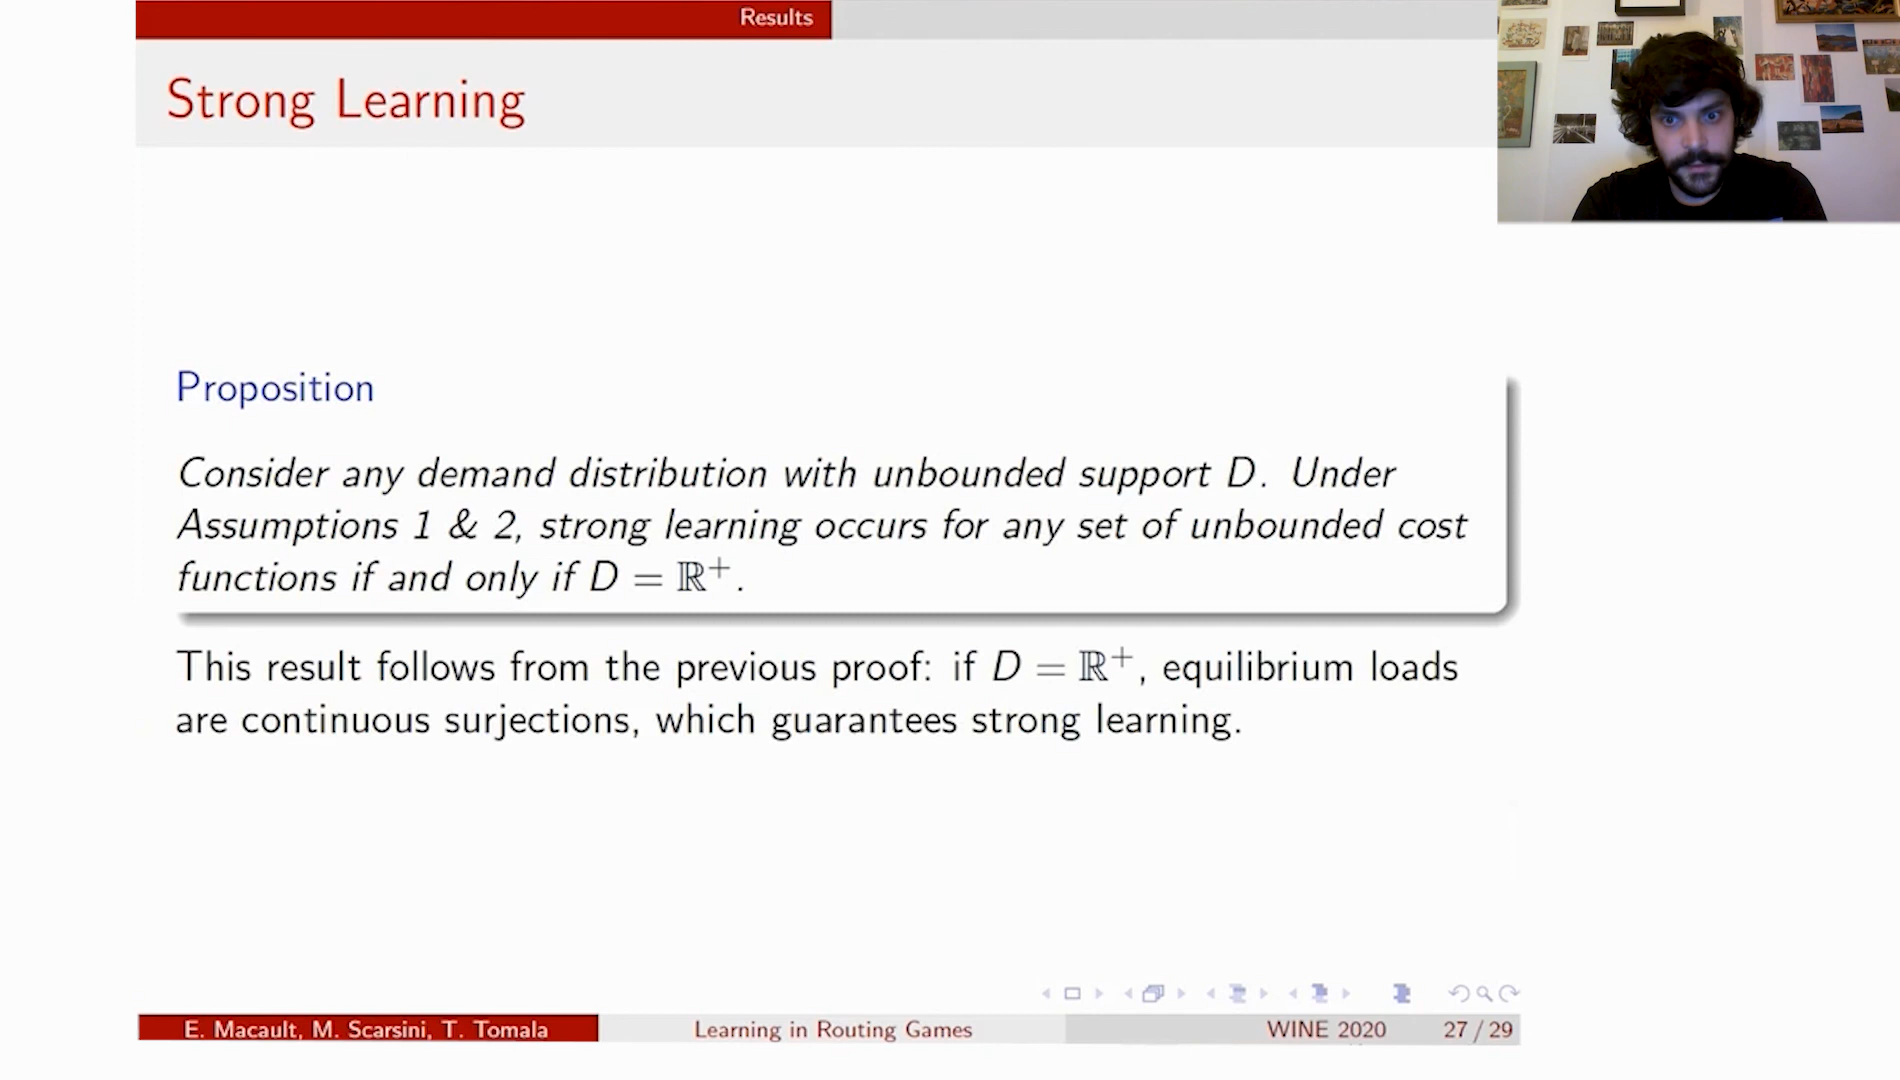 Results
Strong Learning
Proposition
Consider any demand distribution with unbounded support D. Under
Assumptions 1 & 2, strong learning occurs for any set of unbounded cost
functions if and only if D = ℝ⁺.
This result follows from the previous proof: if D = ℝ⁺, equilibrium loads
are continuous surjections, which guarantees strong learning.
E. Macault, M. Scarsini, T. Tomala Learning in Routing Games WINE 2020 27 / 29